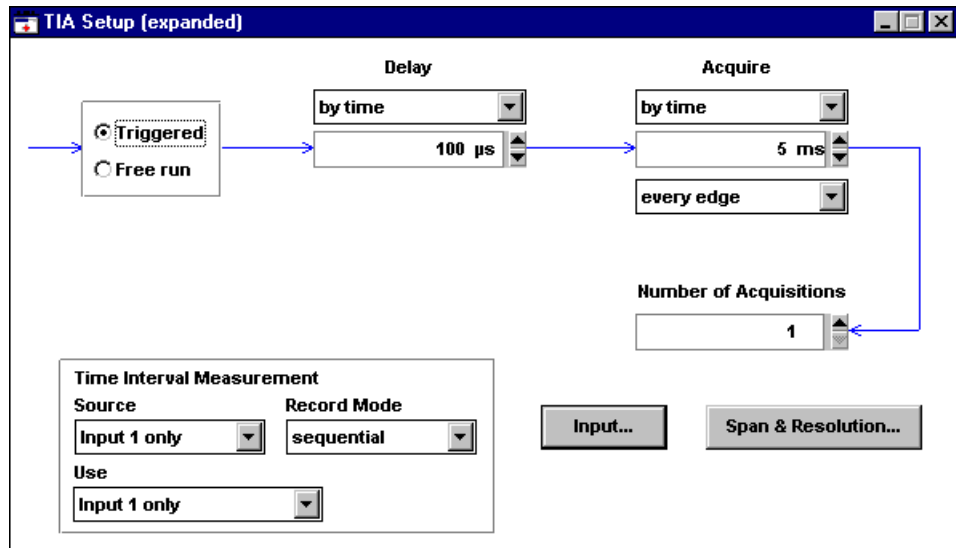 TIA Setup (expanded)
Delay
Acquire
by time
by time
Triggered
Free run
100 µs
5 ms
every edge
Number of Acquisitions
1
Time Interval Measurement
Source
Record Mode
Input 1 only
sequential
Use
Input 1 only
Input...
Span & Resolution...